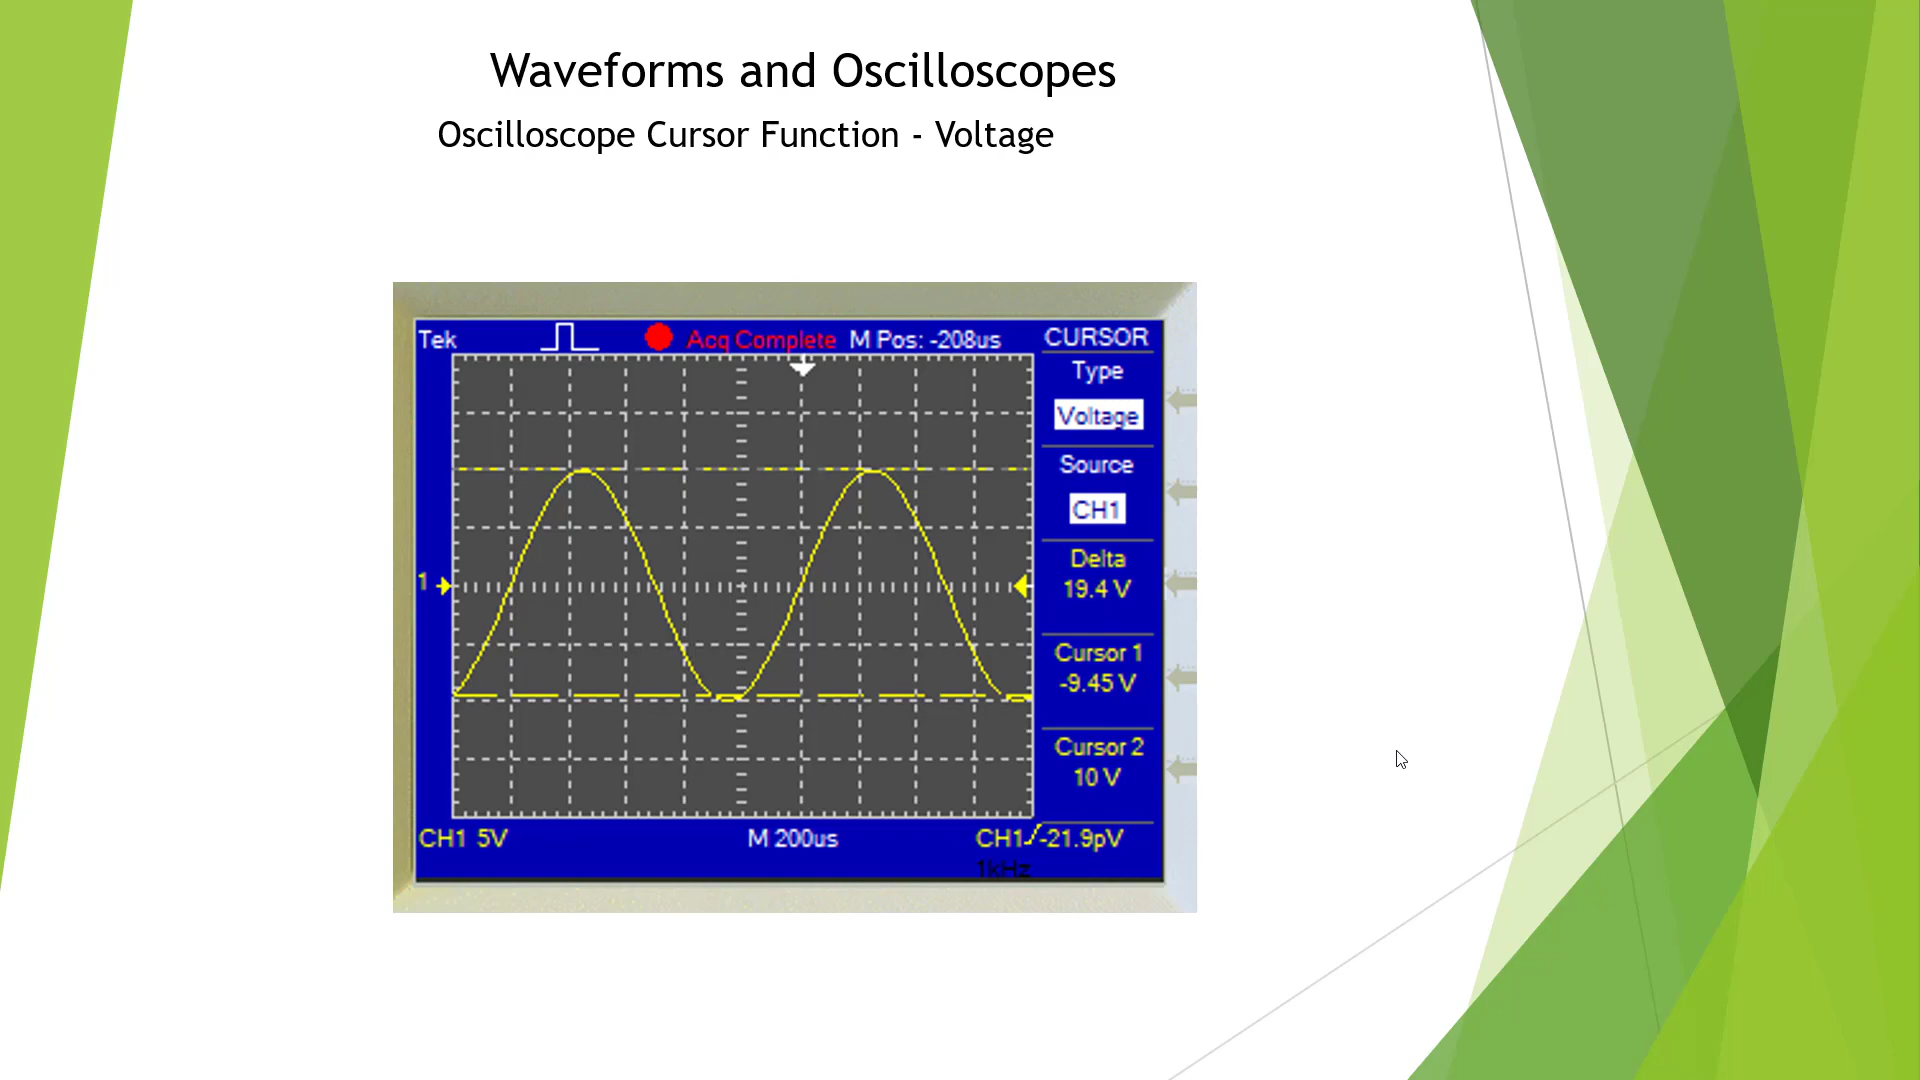 Waveforms and Oscilloscopes
Oscilloscope Cursor Function - Voltage
Tek
Acq Complete
M Pos: -208us
CURSOR
Type
Voltage
Source
CH1
1
Delta
19.4 V
Cursor 1
-9.45 V
Cursor 2
10 V
CH1 5V
M 200us
CH1 -21.9pV
1kHz